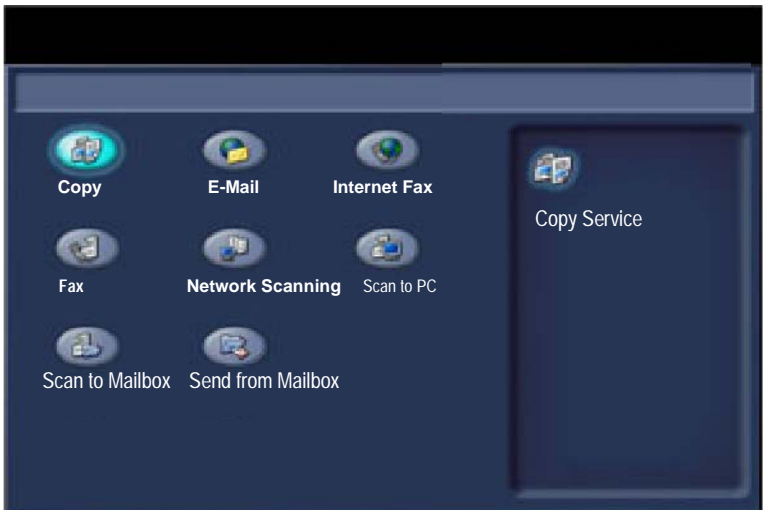 Copy E-Mail Internet Fax
Copy Service
Fax Network Scanning Scan to PC
Scan to Mailbox Send from Mailbox